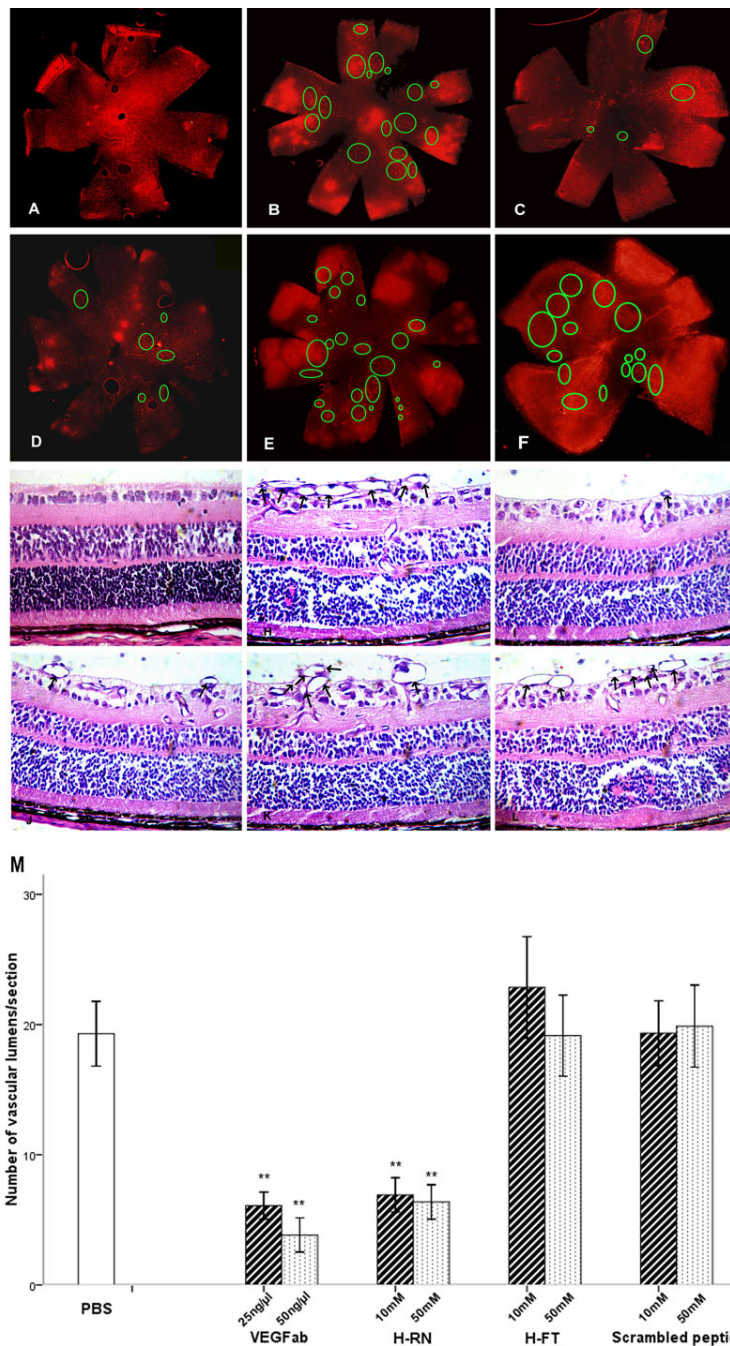 A
B
C
D
E
F
H
I
J
K
L
M
Number of vascular lumens/section
30
20
10
0
** ** ** **
25ng/µl 50ng/µl 10mM 50mM 10mM 50mM 10mM 50mM
PBS VEGFab H-RN H-FT Scrambled peptid